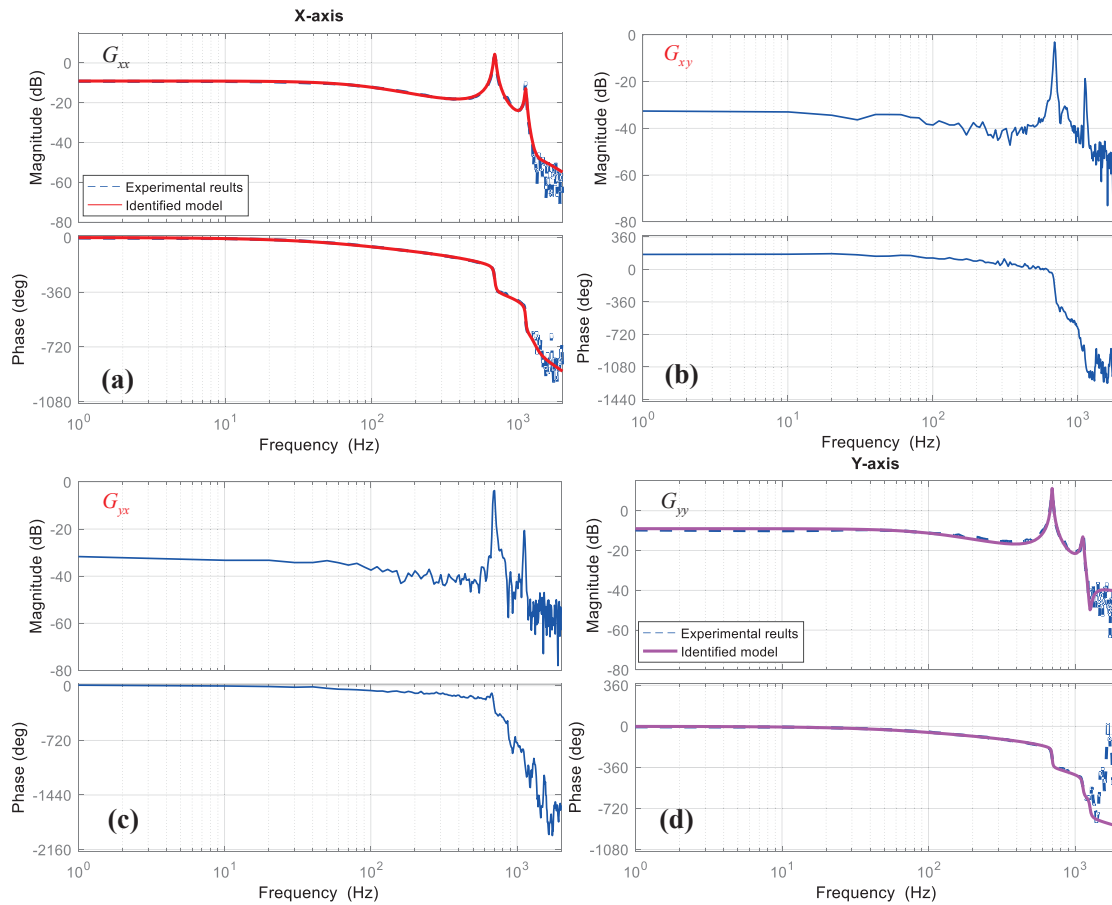 X-axis
Gxx
Magnitude (dB)
0
-20
-40
-60
-80
Experimental reults
Identified model
Phase (deg)
0
-360
-720
-1080
(a)
10^0
10^1
10^2
10^3
Frequency (Hz)
Gxy
Magnitude (dB)
0
-20
-40
-60
-80
Phase (deg)
360
0
-360
-720
-1080
-1440
(b)
10^0
10^1
10^2
10^3
Frequency (Hz)
Gyx
Magnitude (dB)
0
-20
-40
-60
-80
Phase (deg)
0
-720
-1440
-2160
(c)
10^0
10^1
10^2
10^3
Frequency (Hz)
Y-axis
Gyy
Magnitude (dB)
0
-20
-40
-60
-80
Experimental reults
Identified model
Phase (deg)
360
0
-360
-720
-1080
(d)
10^0
10^1
10^2
10^3
Frequency (Hz)